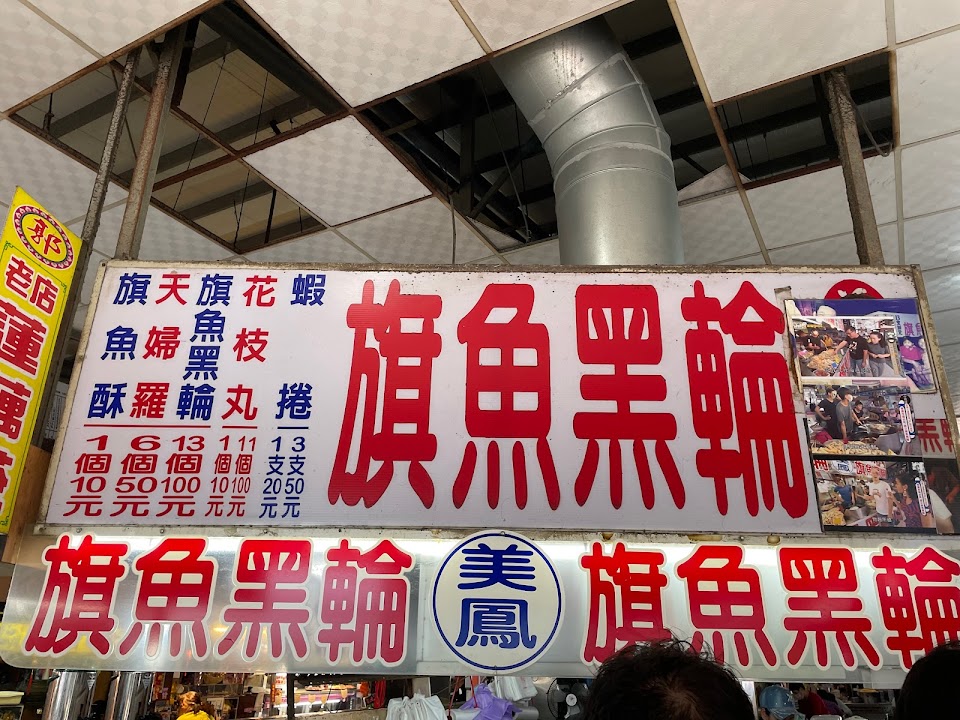 郭
老店蓮藕
旗魚酥
天婦羅
旗魚黑輪
花枝丸
蝦捲
1個10元
6個50元
13個100元
1個10元
11個100元
1支20元
3支50元
旗魚黑輪
旗魚黑輪
美鳳
旗魚黑輪